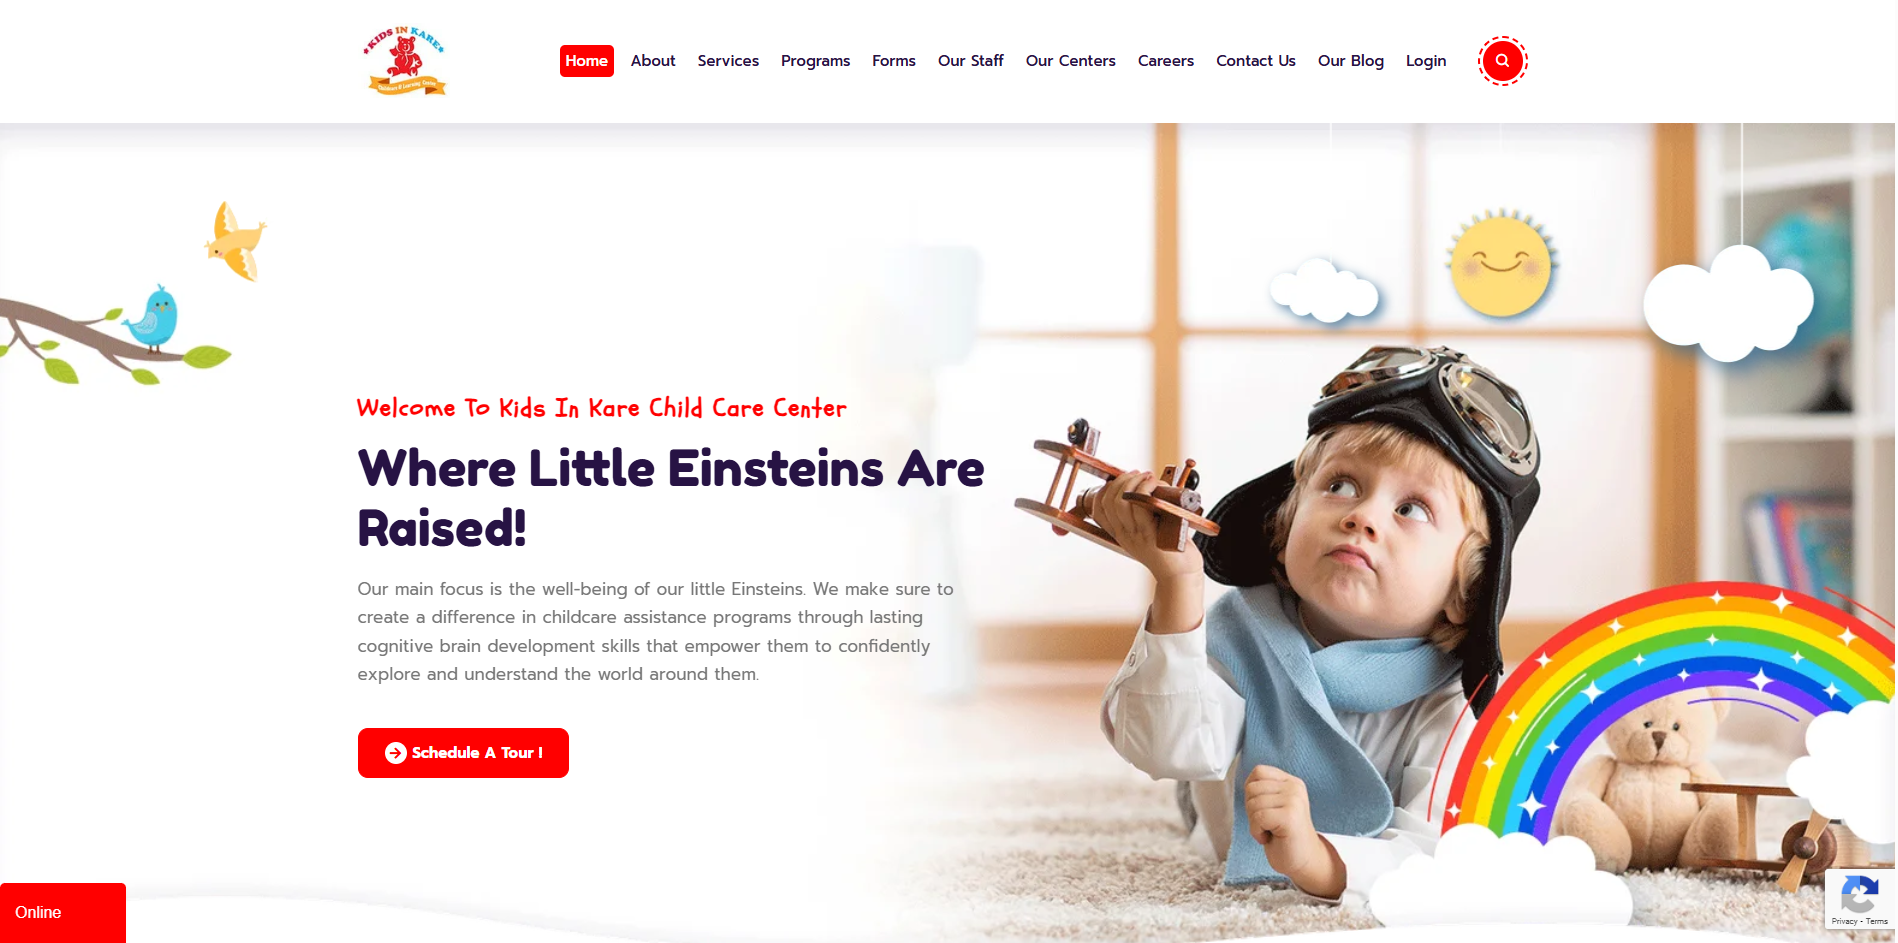 KIDS IN KARE
Childcare & Learning Center
Home About Services Programs Forms Our Staff Our Centers Careers Contact Us Our Blog Login
Welcome To Kids In Kare Child Care Center
Where Little Einsteins Are
Raised!
Our main focus is the well-being of our little Einsteins. We make sure to
create a difference in childcare assistance programs through lasting
cognitive brain development skills that empower them to confidently
explore and understand the world around them.
Schedule A Tour !
Online
Privacy - Terms